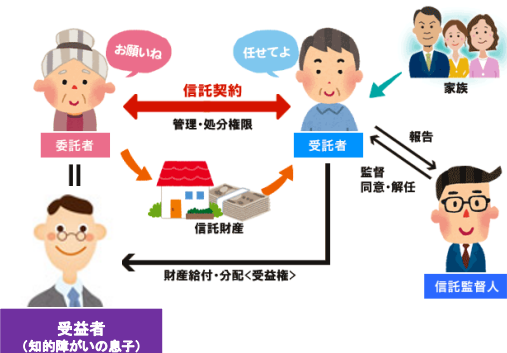 お願いね
任せてよ
信託契約
管理・処分権限
家族
委託者
受託者
報告
監督
同意・解任
信託財産
財産給付・分配<受益権>
信託監督人
受益者
（知的障がいの息子）